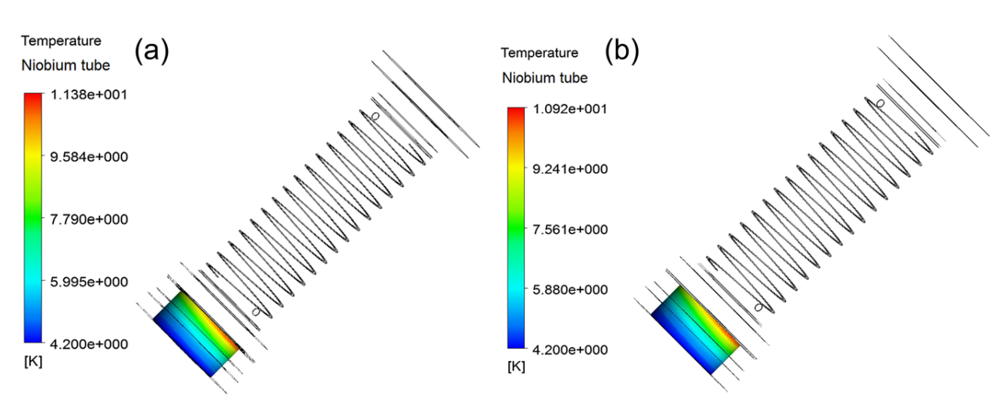 Temperature
Niobium tube
(a)
1.138e+001
9.584e+000
7.790e+000
5.995e+000
4.200e+000
[K]
Temperature
Niobium tube
(b)
1.092e+001
9.241e+000
7.561e+000
5.880e+000
4.200e+000
[K]